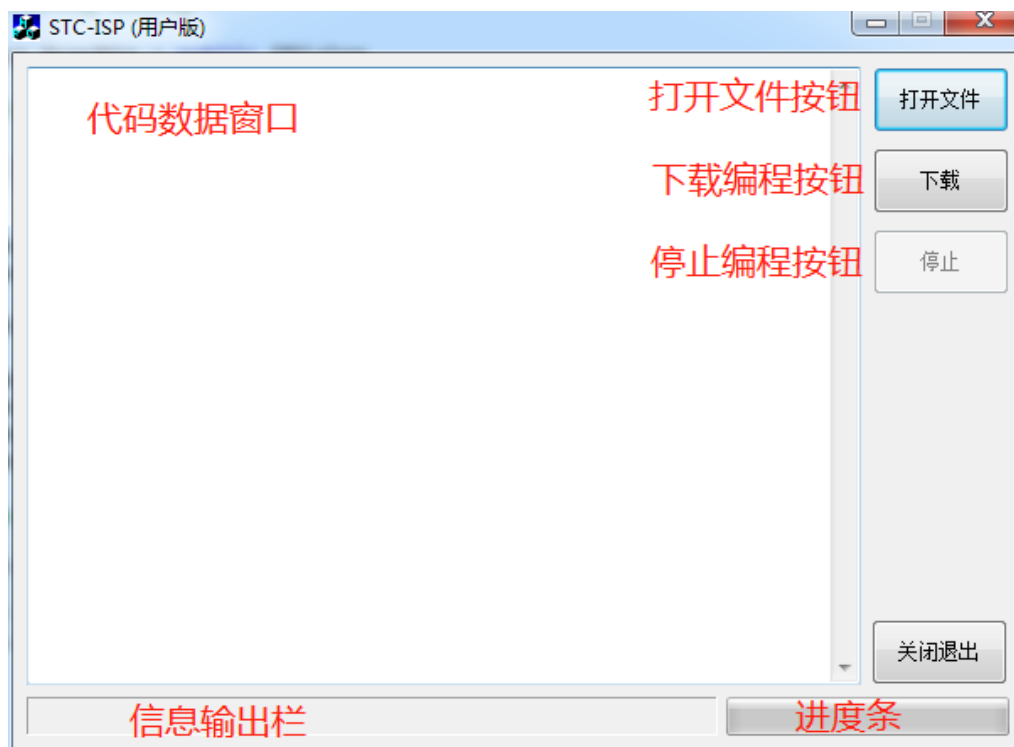 STC-ISP (用户版)
代码数据窗口
打开文件按钮
打开文件
下载编程按钮
下载
停止编程按钮
停止
关闭退出
信息输出栏
进度条